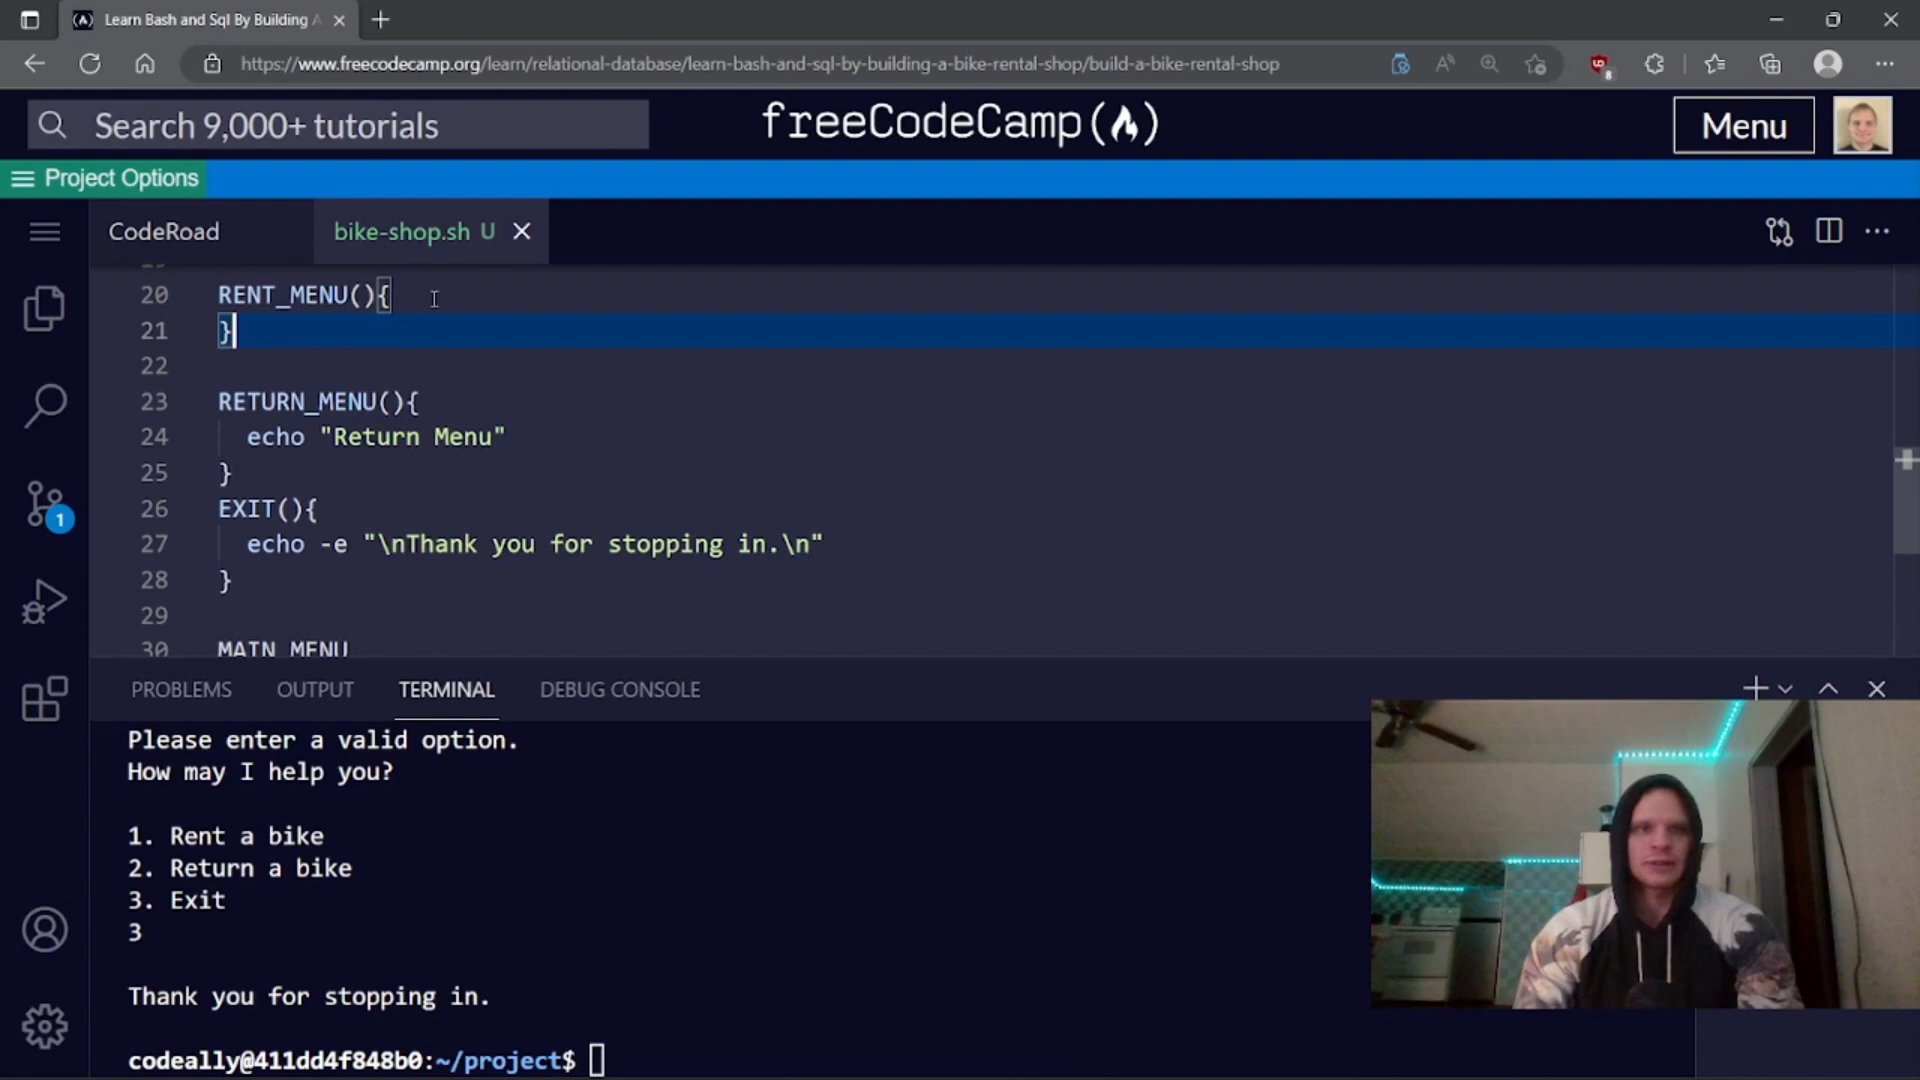 Learn Bash and Sql By Building A
https://www.freecodecamp.org/learn/relational-database/learn-bash-and-sql-by-building-a-bike-rental-shop/build-a-bike-rental-shop
8
Search 9,000+ tutorials
freeCodeCamp(🔥)
Menu
Project Options
CodeRoad
bike-shop.sh U
20 RENT_MENU(){
21 }
22
23 RETURN_MENU(){
24 echo "Return Menu"
25 }
26 EXIT(){
27 echo -e "\nThank you for stopping in.\n"
28 }
29
30 MAIN_MENU
1
PROBLEMS OUTPUT TERMINAL DEBUG CONSOLE
Please enter a valid option.
How may I help you?
1. Rent a bike
2. Return a bike
3. Exit
3
Thank you for stopping in.
codeally@411dd4f848b0:~/project$